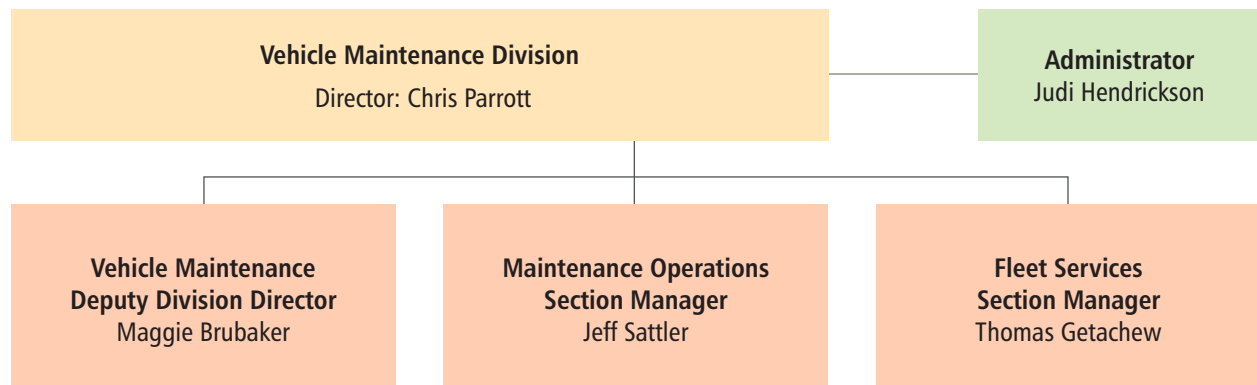 Vehicle Maintenance Division
Director: Chris Parrott
Administrator
Judi Hendrickson
Vehicle Maintenance
Deputy Division Director
Maggie Brubaker
Maintenance Operations
Section Manager
Jeff Sattler
Fleet Services
Section Manager
Thomas Getachew